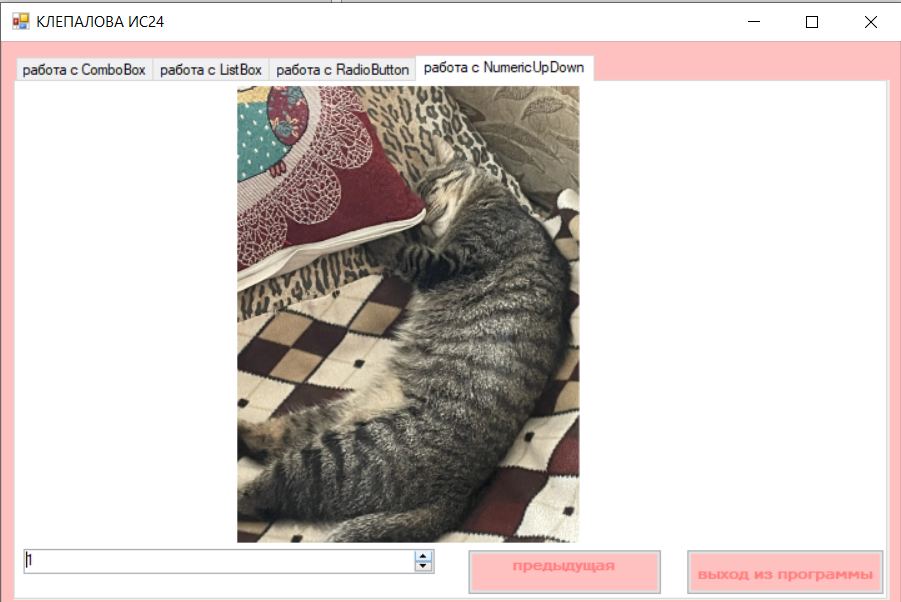 КЛЕПАЛОВА ИС24
работа с ComboBox
работа с ListBox
работа с RadioButton
работа с NumericUpDown
1
предыдущая
выход из программы